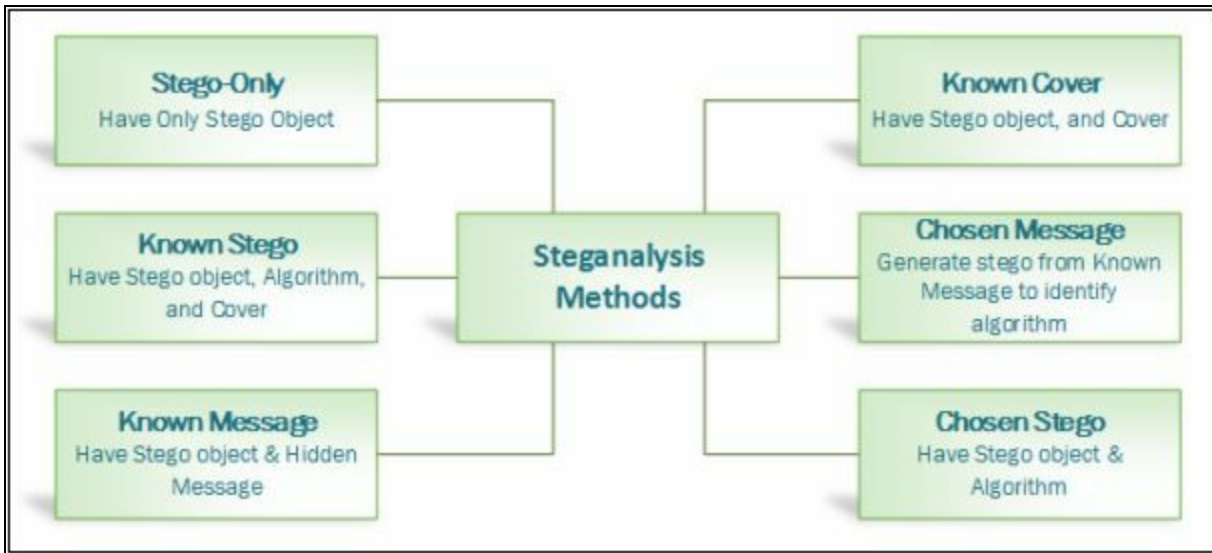 Stego-Only
Have Only Stego Object
Known Stego
Have Stego object, Algorithm,
and Cover
Known Message
Have Stego object & Hidden
Message
Steganalysis
Methods
Known Cover
Have Stego object, and Cover
Chosen Message
Generate stego from Known
Message to identify
algorithm
Chosen Stego
Have Stego object &
Algorithm